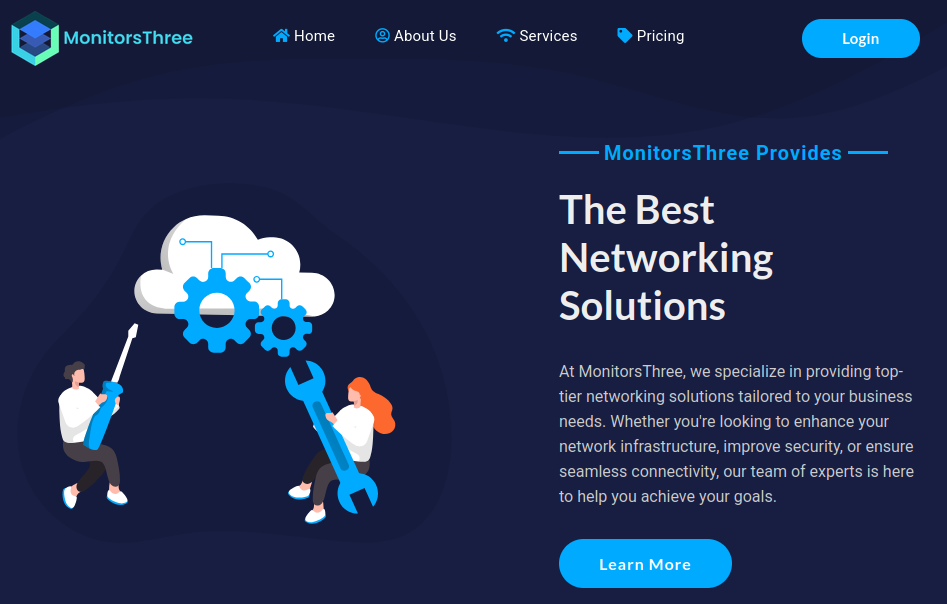 MonitorsThree
Home
About Us
Services
Pricing
Login
MonitorsThree Provides
The Best
Networking
Solutions
At MonitorsThree, we specialize in providing top-
tier networking solutions tailored to your business
needs. Whether you're looking to enhance your
network infrastructure, improve security, or ensure
seamless connectivity, our team of experts is here
to help you achieve your goals.
Learn More